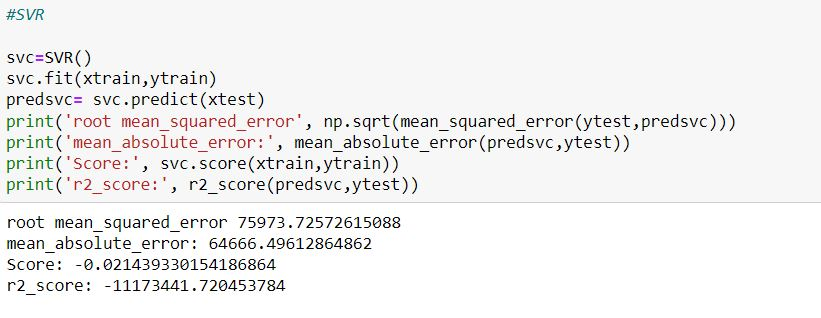 #SVR
svc=SVR()
svc.fit(xtrain,ytrain)
predsvc= svc.predict(xtest)
print('root mean_squared_error', np.sqrt(mean_squared_error(ytest,predsvc)))
print('mean_absolute_error:', mean_absolute_error(predsvc,ytest))
print('Score:', svc.score(xtrain,ytrain))
print('r2_score:', r2_score(predsvc,ytest))
root mean_squared_error 75973.72572615088
mean_absolute_error: 64666.49612864862
Score: -0.021439330154186864
r2_score: -11173441.720453784